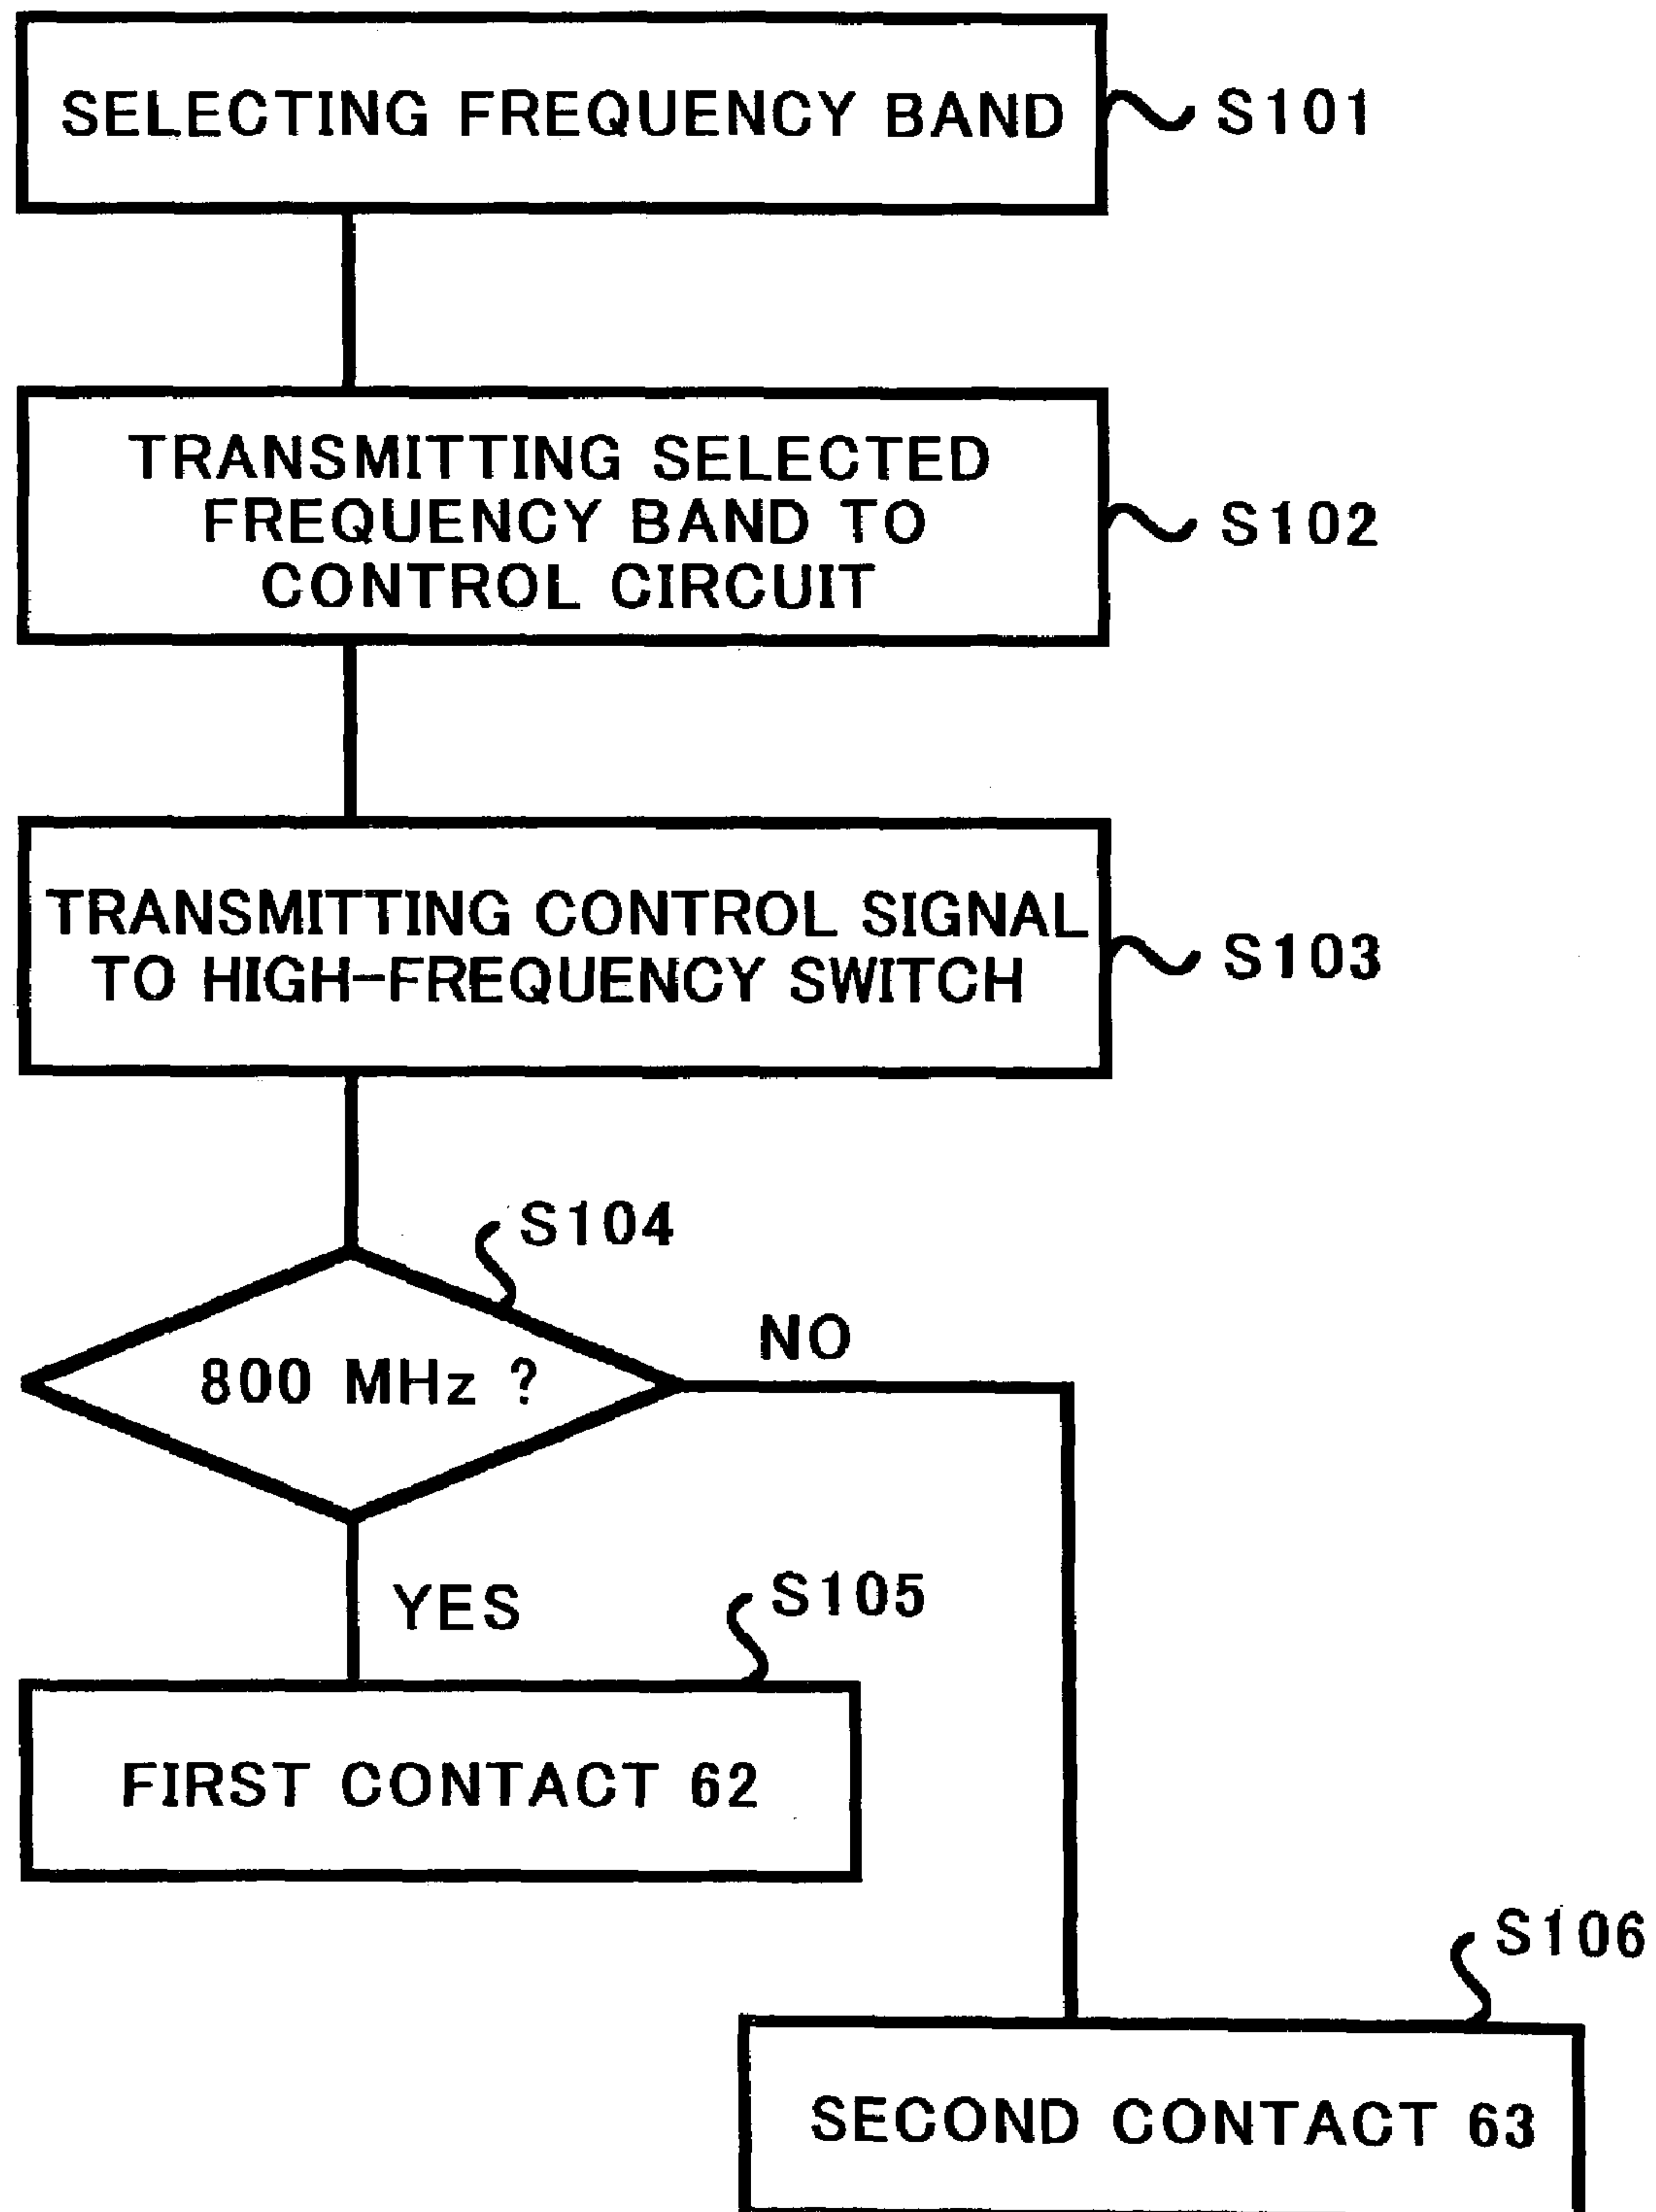 SELECTING FREQUENCY BAND
S101
TRANSMITTING SELECTED
FREQUENCY BAND TO
CONTROL CIRCUIT
S102
TRANSMITTING CONTROL SIGNAL
TO HIGH-FREQUENCY SWITCH
S103
S104
800 MHz ?
NO
YES
S105
FIRST CONTACT 62
S106
SECOND CONTACT 63